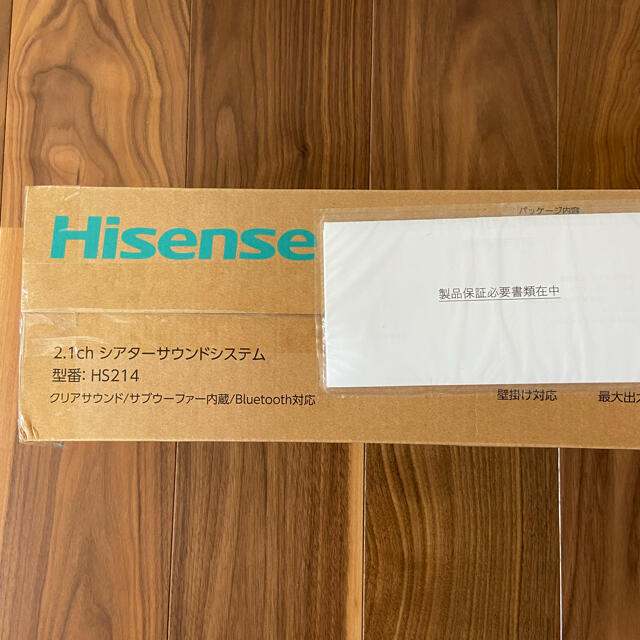 Hisense
パッケージ内容
製品保証必要書類在中
2.1ch シアターサウンドシステム
型番: HS214
クリアサウンド/サブウーファー内蔵/Bluetooth対応
壁掛け対応
最大出